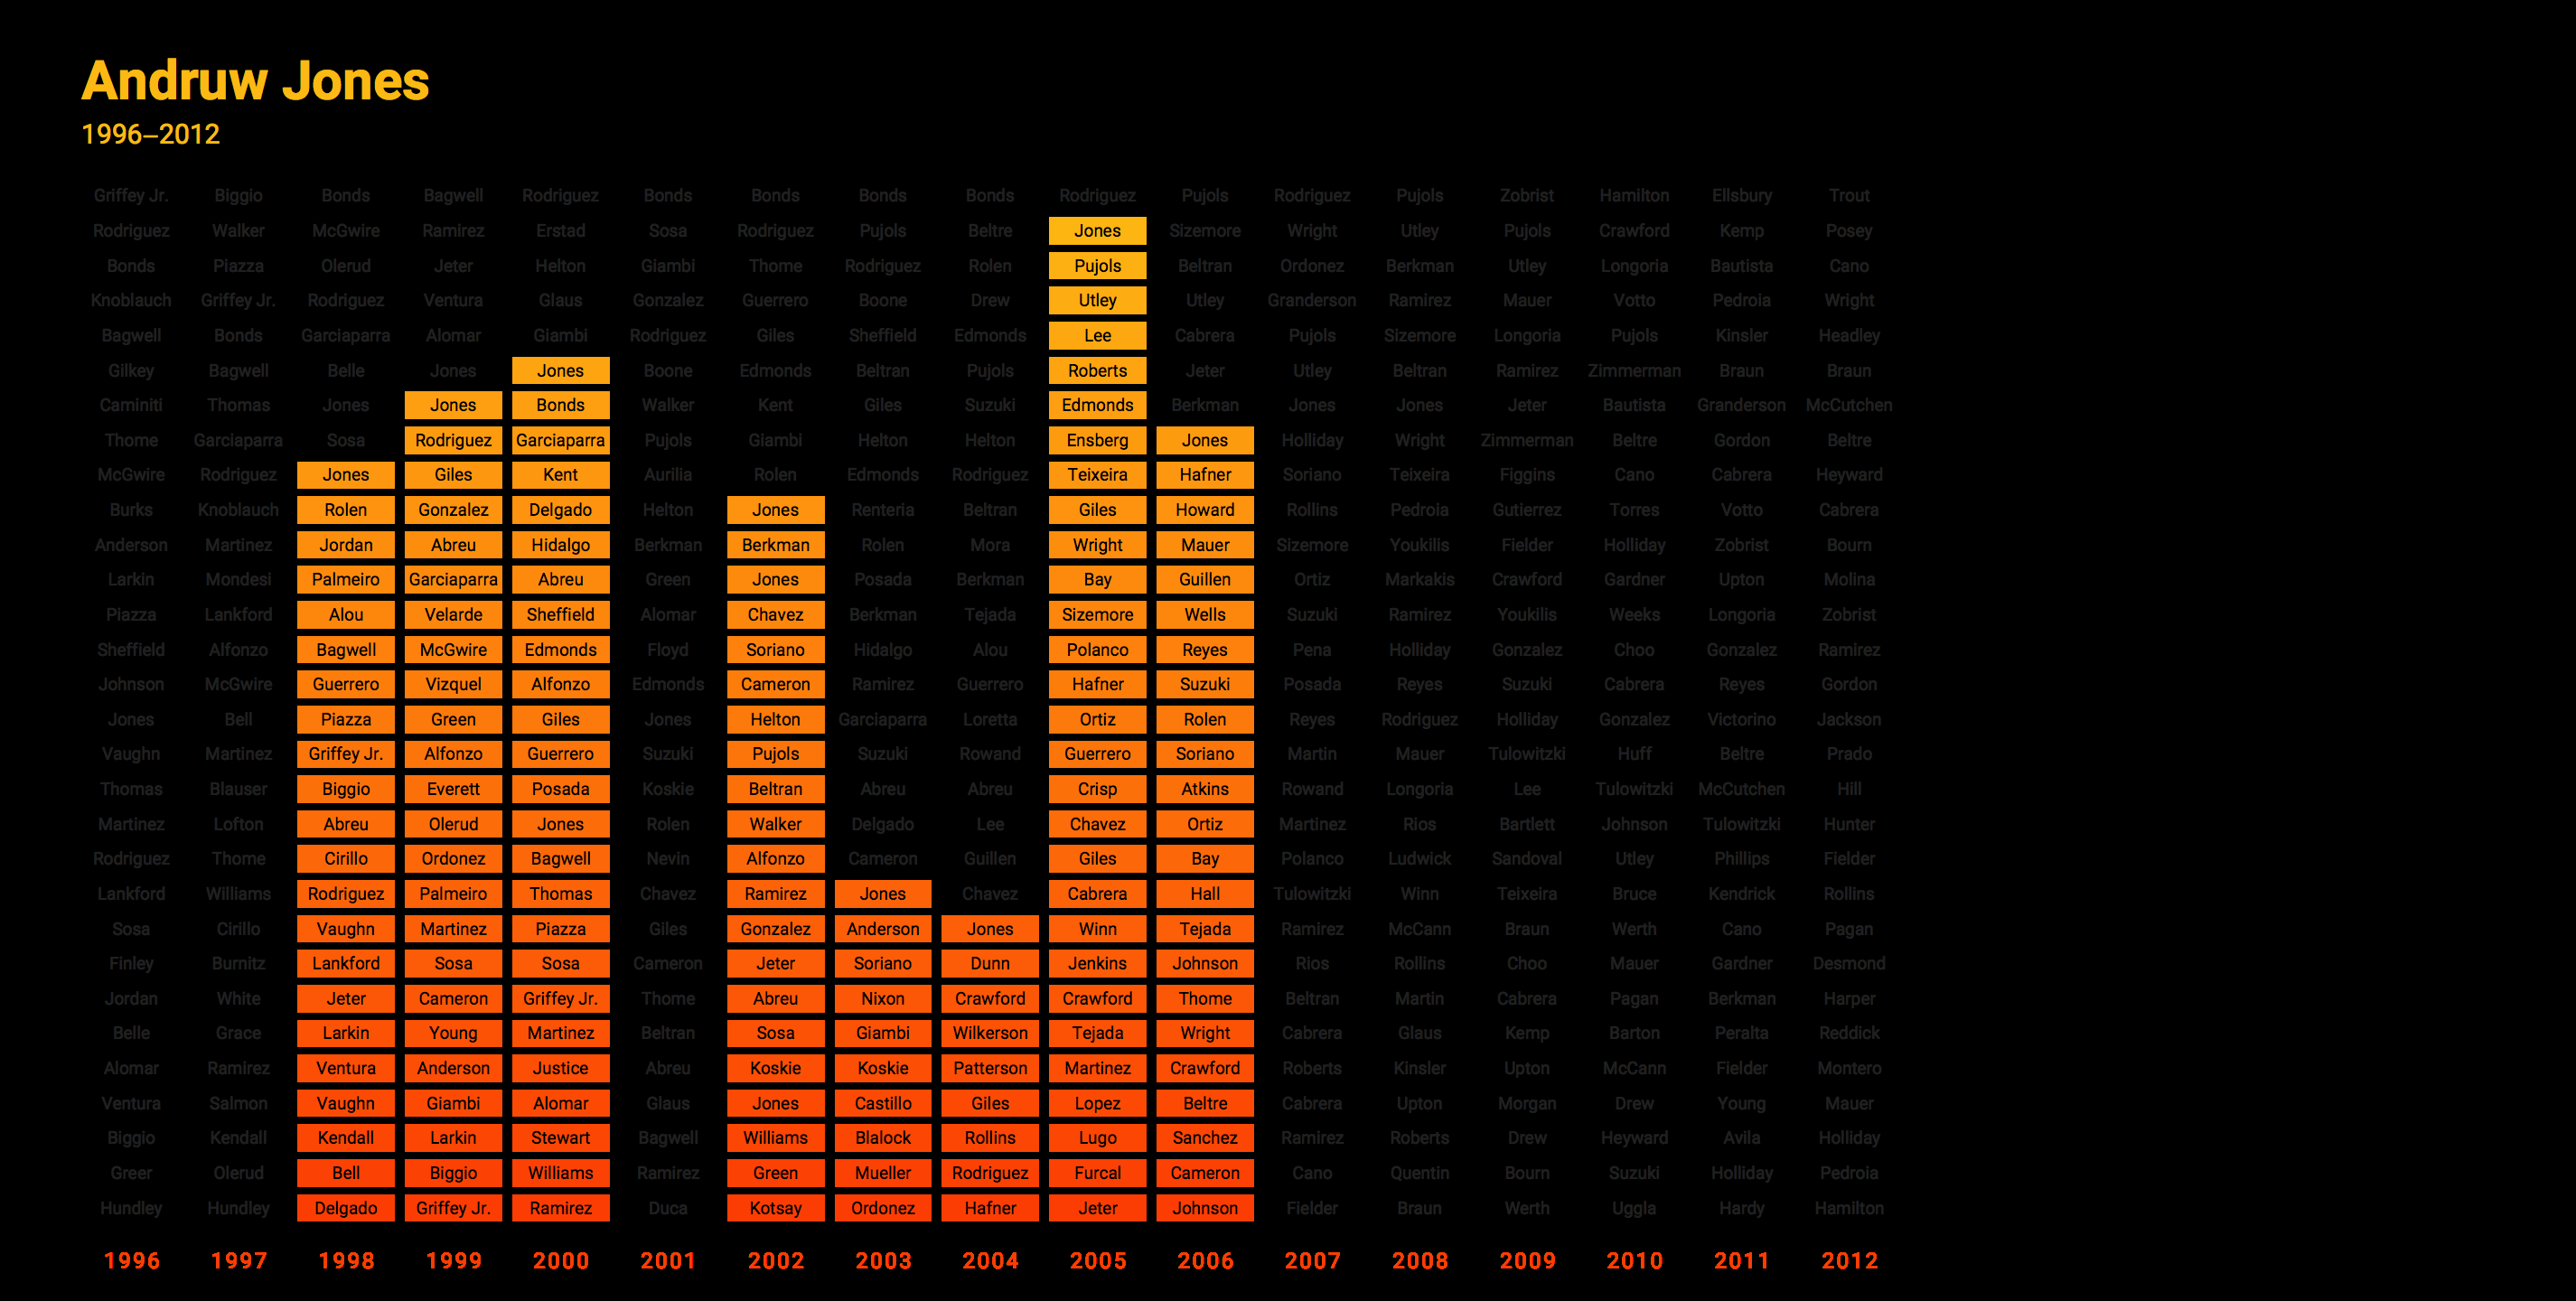 Andruw Jones
1996–2012
Griffey Jr. Biggio Bonds Bagwell Rodriguez Bonds Bonds Bonds Bonds Rodriguez Pujols Rodriguez Pujols Zobrist Hamilton Ellsbury Trout
Rodriguez Walker McGwire Ramirez Erstad Sosa Rodriguez Pujols Beltre Jones Sizemore Wright Utley Pujols Crawford Kemp Posey
Bonds Piazza Olerud Jeter Helton Giambi Thome Rodriguez Rolen Pujols Beltran Ordonez Berkman Utley Longoria Bautista Cano
Knoblauch Griffey Jr. Rodriguez Ventura Glaus Gonzalez Guerrero Boone Drew Utley Utley Granderson Ramirez Mauer Votto Pedroia Wright
Bagwell Bonds Garciaparra Alomar Giambi Rodriguez Giles Sheffield Edmonds Lee Cabrera Pujols Sizemore Longoria Pujols Kinsler Headley
Gilkey Bagwell Belle Jones Jones Boone Edmonds Beltran Pujols Roberts Jeter Utley Beltran Ramirez Zimmerman Braun Braun
Caminiti Thomas Jones Jones Bonds Walker Kent Giles Suzuki Edmonds Berkman Jones Jones Jeter Bautista Granderson McCutchen
Thome Garciaparra Sosa Rodriguez Garciaparra Pujols Giambi Helton Helton Ensberg Jones Holliday Wright Zimmerman Beltre Gordon Beltre
McGwire Rodriguez Jones Giles Kent Aurilia Rolen Edmonds Rodriguez Teixeira Hafner Soriano Teixeira Figgins Cano Cabrera Heyward
Burks Knoblauch Rolen Gonzalez Delgado Helton Jones Renteria Beltran Giles Howard Rollins Pedroia Gutierrez Torres Votto Cabrera
Anderson Martinez Jordan Abreu Hidalgo Berkman Berkman Rolen Mora Wright Mauer Sizemore Youkilis Fielder Holliday Zobrist Bourn
Larkin Mondesi Palmeiro Garciaparra Abreu Green Jones Posada Berkman Bay Guillen Ortiz Markakis Crawford Gardner Upton Molina
Piazza Lankford Alou Velarde Sheffield Alomar Chavez Berkman Tejada Sizemore Wells Suzuki Ramirez Youkilis Weeks Longoria Zobrist
Sheffield Alfonzo Bagwell McGwire Edmonds Floyd Soriano Hidalgo Alou Polanco Reyes Pena Holliday Gonzalez Choo Gonzalez Ramirez
Johnson McGwire Guerrero Vizquel Alfonzo Edmonds Cameron Ramirez Guerrero Hafner Suzuki Posada Reyes Suzuki Cabrera Reyes Gordon
Jones Bell Piazza Green Giles Jones Helton Garciaparra Loretta Ortiz Rolen Reyes Rodriguez Holliday Gonzalez Victorino Jackson
Vaughn Martinez Griffey Jr. Alfonzo Guerrero Suzuki Pujols Suzuki Rowand Guerrero Soriano Martin Mauer Tulowitzki Huff Beltre Prado
Thomas Blauser Biggio Everett Posada Koskie Beltran Abreu Abreu Crisp Atkins Rowand Longoria Lee Tulowitzki McCutchen Hill
Martinez Lofton Abreu Olerud Jones Rolen Walker Delgado Lee Chavez Ortiz Martinez Rios Bartlett Johnson Tulowitzki Hunter
Rodriguez Thome Cirillo Ordonez Bagwell Nevin Alfonzo Cameron Guillen Giles Bay Polanco Ludwick Sandoval Utley Phillips Fielder
Lankford Williams Rodriguez Palmeiro Thomas Chavez Ramirez Jones Chavez Cabrera Hall Tulowitzki Winn Teixeira Bruce Kendrick Rollins
Sosa Cirillo Vaughn Martinez Piazza Giles Gonzalez Anderson Jones Winn Tejada Ramirez McCann Braun Werth Cano Pagan
Finley Burnitz Lankford Sosa Sosa Cameron Jeter Soriano Dunn Jenkins Johnson Rios Rollins Choo Mauer Gardner Desmond
Jordan White Jeter Cameron Griffey Jr. Thome Abreu Nixon Crawford Crawford Thome Beltran Martin Cabrera Pagan Berkman Harper
Belle Grace Larkin Young Martinez Beltran Sosa Giambi Wilkerson Tejada Wright Cabrera Glaus Kemp Barton Peralta Reddick
Alomar Ramirez Ventura Anderson Justice Abreu Koskie Koskie Patterson Martinez Crawford Roberts Kinsler Upton McCann Fielder Montero
Ventura Salmon Vaughn Giambi Alomar Glaus Jones Castillo Giles Lopez Beltre Cabrera Upton Morgan Drew Young Mauer
Biggio Kendall Kendall Larkin Stewart Bagwell Williams Blalock Rollins Lugo Sanchez Ramirez Roberts Drew Heyward Avila Holliday
Greer Olerud Bell Biggio Williams Ramirez Green Mueller Rodriguez Furcal Cameron Cano Quentin Bourn Suzuki Holliday Pedroia
Hundley Hundley Delgado Griffey Jr. Ramirez Duca Kotsay Ordonez Hafner Jeter Johnson Fielder Braun Werth Uggla Hardy Hamilton
1996 1997 1998 1999 2000 2001 2002 2003 2004 2005 2006 2007 2008 2009 2010 2011 2012